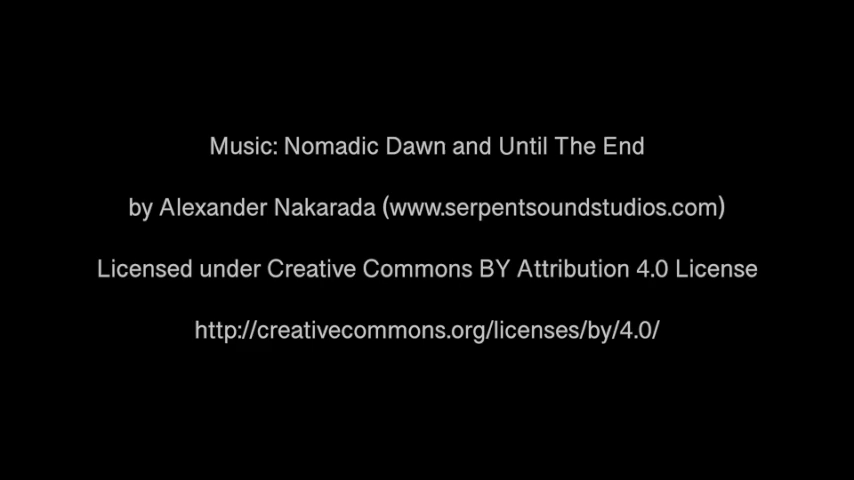 Music: Nomadic Dawn and Until The End
by Alexander Nakarada (www.serpentsoundstudios.com)
Licensed under Creative Commons BY Attribution 4.0 License
http://creativecommons.org/licenses/by/4.0/